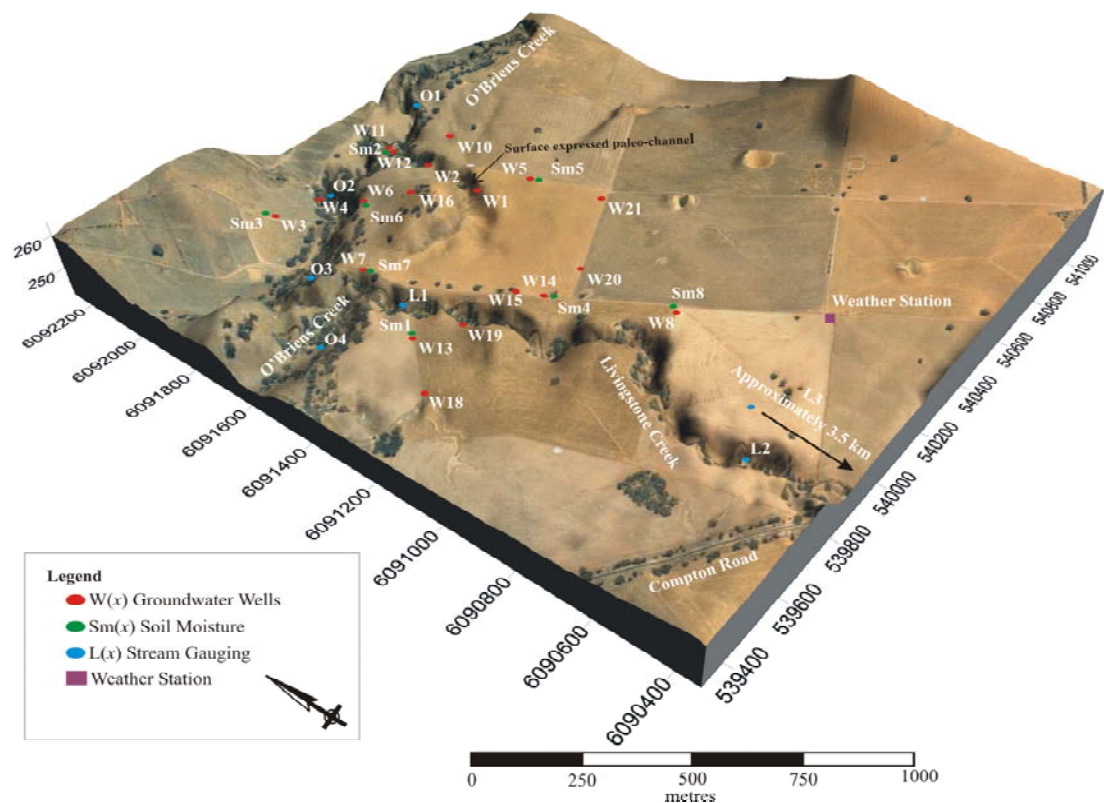 O'Briens Creek
O1
W11
Sm2
W12
W10
Surface expressed paleo-channel
W2
W5
Sm5
O2
W6
W16
W1
W4
W21
Sm3
W3
Sm6
260
250
W7
Sm7
O3
W20
W14
L1
W15
Sm4
Sm8
Weather Station
W8
O'Briens Creek
O4
Sm1
W13
W19
Livingstone Creek
W18
L3
Approximately 3.5 km
L2
Compton Road
6092200
6092000
6091800
6091600
6091400
6091200
6091000
6090800
6090600
6090400
541000
540800
540600
540400
540200
540000
539800
539600
539400
Legend
W(x) Groundwater Wells
Sm(x) Soil Moisture
L(x) Stream Gauging
Weather Station
0 250 500 750 1000
metres